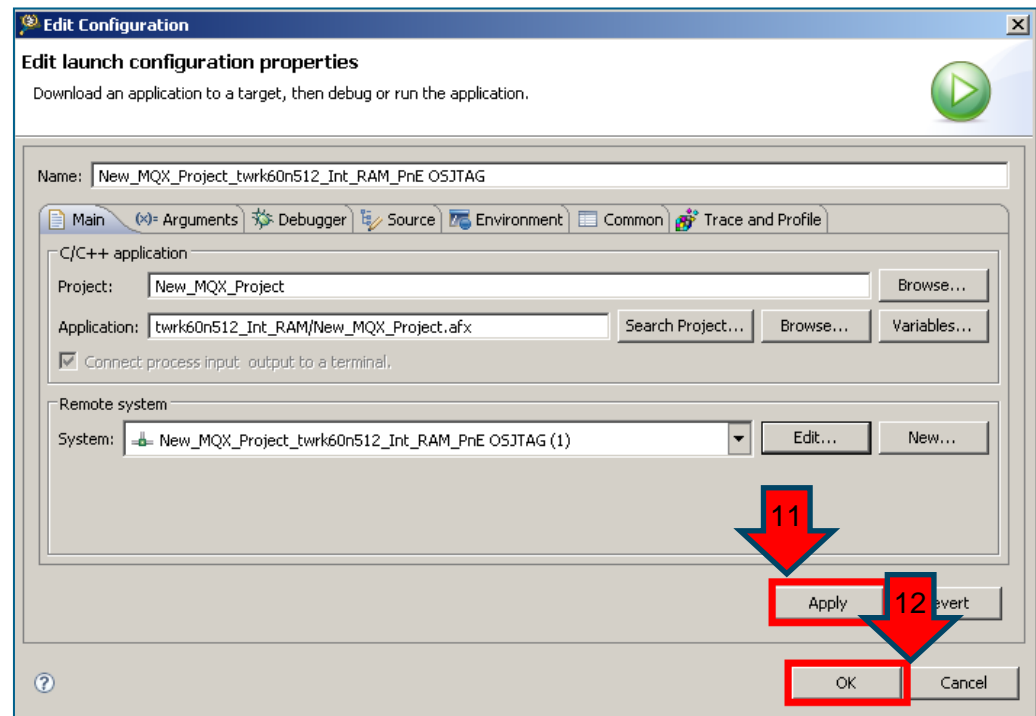 Edit Configuration
Edit launch configuration properties
Download an application to a target, then debug or run the application.
Name: New_MQX_Project_twrk60n512_Int_RAM_PnE OSJTAG
Main (x)= Arguments Debugger Source Environment Common Trace and Profile
C/C++ application
Project: New_MQX_Project Browse...
Application: twrk60n512_Int_RAM/New_MQX_Project.afx Search Project... Browse... Variables...
Connect process input output to a terminal.
Remote system
System: New_MQX_Project_twrk60n512_Int_RAM_PnE OSJTAG (1) Edit... New...
11
Apply 12 evert
OK Cancel